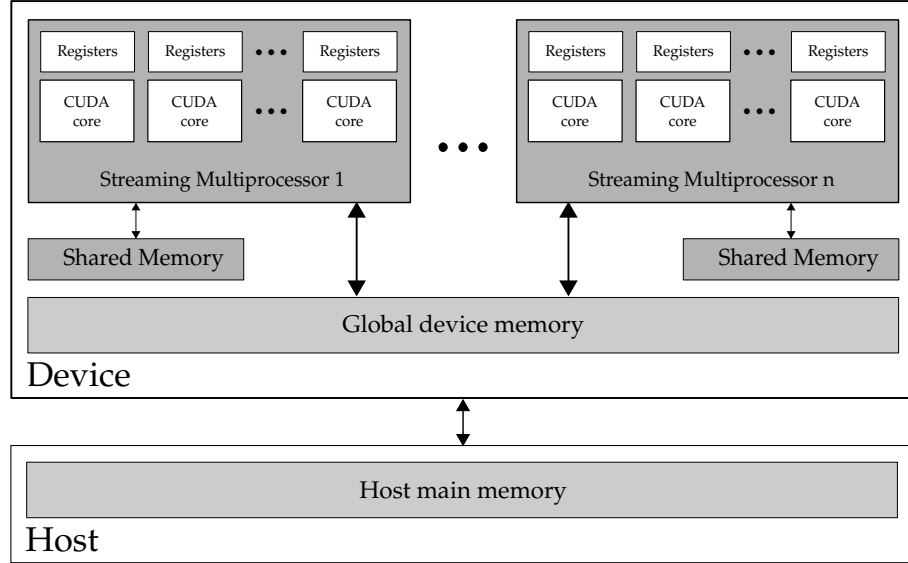 Registers Registers ••• Registers
Registers Registers ••• Registers
CUDA core CUDA core ••• CUDA core
CUDA core CUDA core ••• CUDA core
•••
Streaming Multiprocessor 1
Streaming Multiprocessor n
Shared Memory
Shared Memory
Global device memory
Device
Host main memory
Host